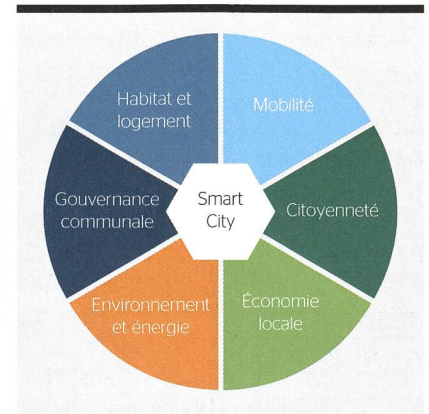 Habitat et
logement
Mobilité
Gouvernance
communale
Smart
City
Citoyenneté
Environnement
et énergie
Économie
locale